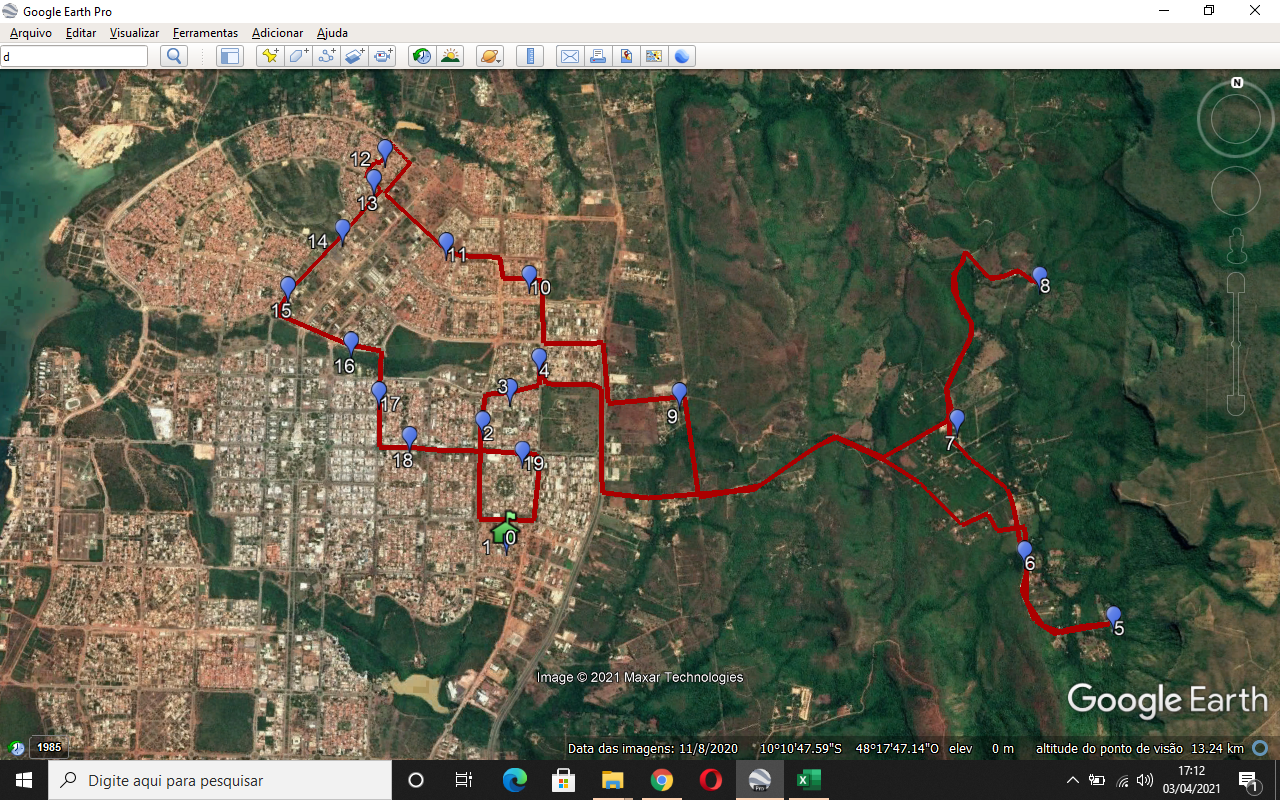 Google Earth Pro
Arquivo Editar Visualizar Ferramentas Adicionar Ajuda
d
N
12
13
14
11
10
15
8
16
4
3
17
9
2
7
18
19
1
0
6
5
Image © 2021 Maxar Technologies
Google Earth
1985
Data das imagens: 11/8/2020 10°10'47.59"S 48°17'47.14"O elev 0 m altitude do ponto de visão 13.24 km
Digite aqui para pesquisar
Pro
17:12
03/04/2021
1